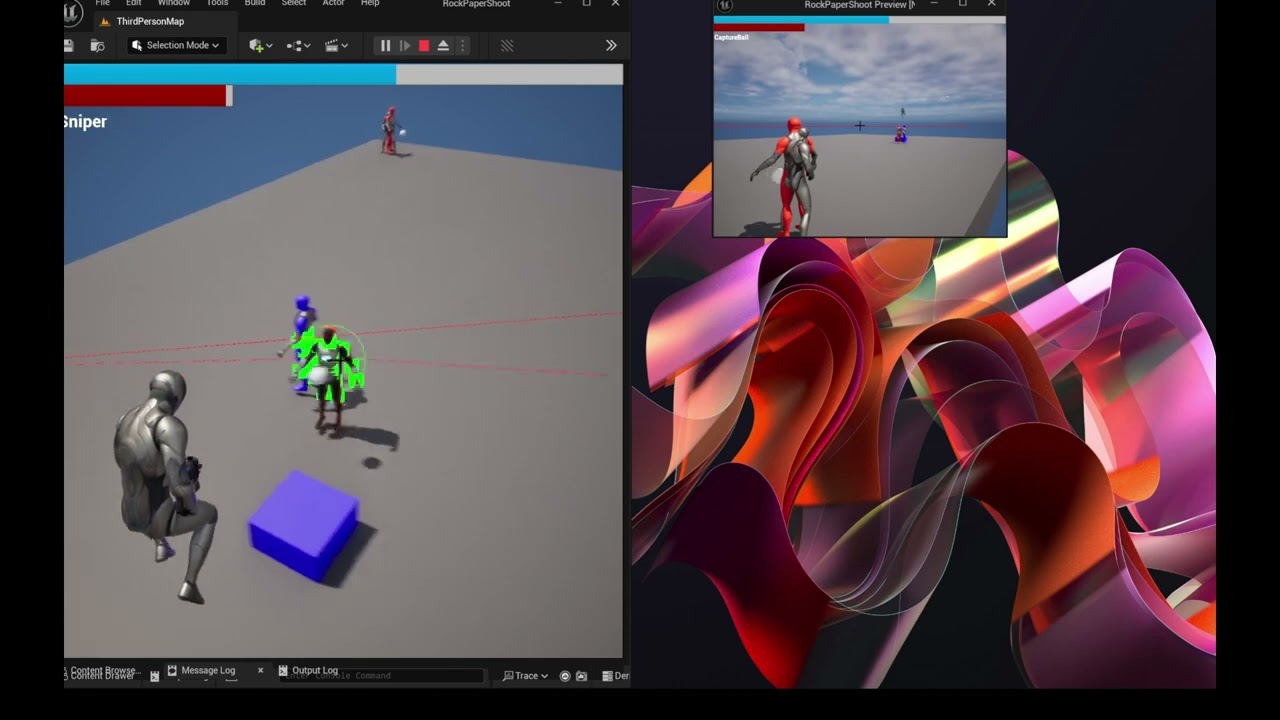 File Edit Window Tools Build Select Actor Help
RockPaperShoot
ThirdPersonMap
Selection Mode
Sniper
RockPaperShoot Preview [N
CaptureBall
Content Browse...
Content Drawer
Message Log
Output Log
Enter Console Command
Trace
Der